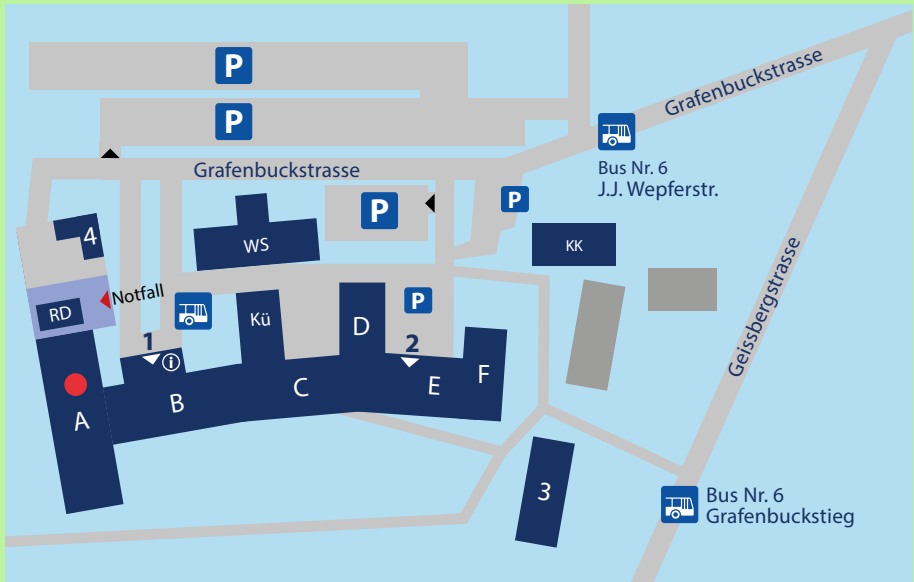 P
P
Grafenbuckstrasse
Bus Nr. 6
J.J. Wepferstr.
Grafenbuckstrasse
P
P
4
WS
KK
Notfall
RD
P
Kü
D
1
i
2
F
E
C
B
A
Geissbergstrasse
3
Bus Nr. 6
Grafenbuckstieg